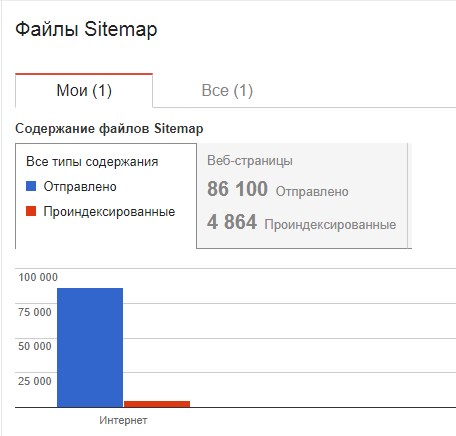 Файлы Sitemap
Мои (1)
Все (1)
Содержание файлов Sitemap
Все типы содержания
Отправлено
Проиндексированные
Веб-страницы
86 100 Отправлено
4 864 Проиндексированные
100 000
75 000
50 000
25 000
Интернет